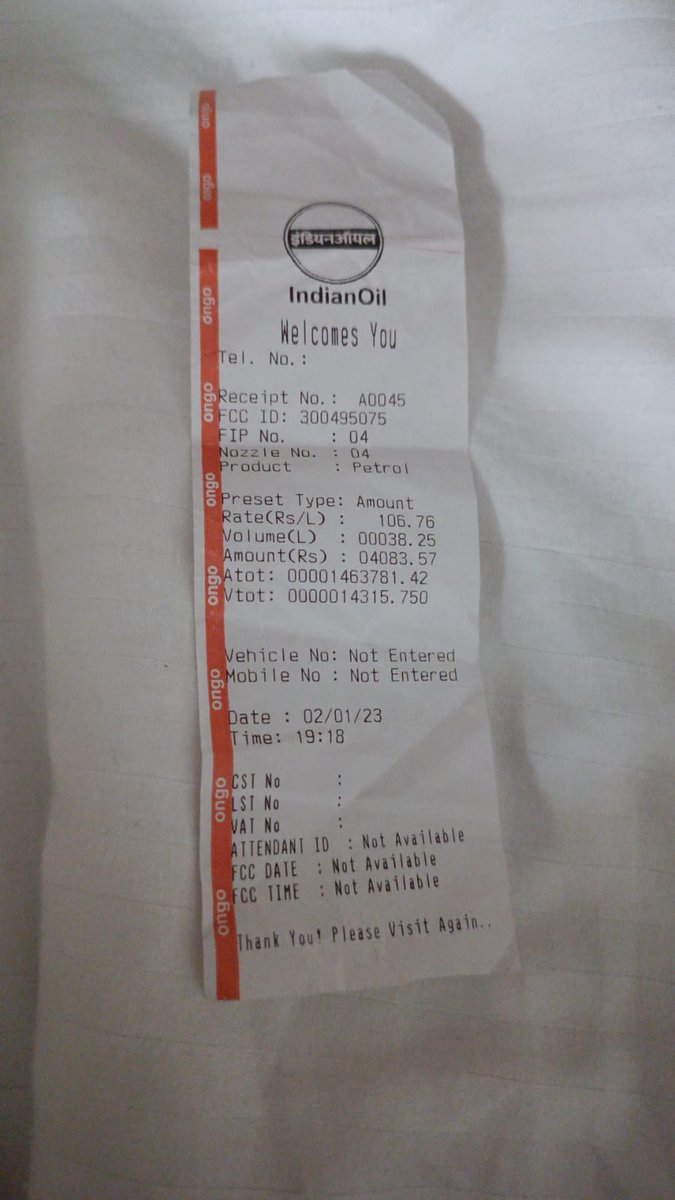 इंडियनऑयल
IndianOil
Welcomes You
Tel. No.:
Receipt No.: A0045
FCC ID: 300495075
FIP No. : 04
Nozzle No. : 04
Product : Petrol
Preset Type: Amount
Rate(Rs/L) : 106.76
Volume(L) : 00038.25
Amount(Rs) : 04083.57
Atot: 00001463781.42
Vtot: 0000014315.750
Vehicle No: Not Entered
Mobile No : Not Entered
Date : 02/01/23
Time: 19:18
CST No :
LST No :
VAT No :
ATTENDANT ID : Not Available
FCC DATE : Not Available
FCC TIME : Not Available
Thank You! Please Visit Again..
ongo
ongo
ongo
ongo
ongo
ongo
ongo
ongo
ongo